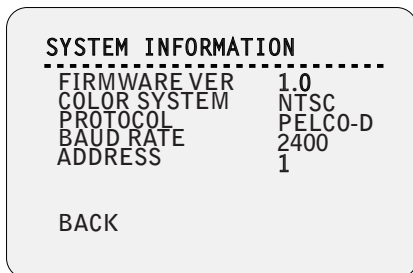 SYSTEM INFORMATION
FIRMWARE VER 1.0
COLOR SYSTEM NTSC
PROTOCOL PELCO-D
BAUD RATE 2400
ADDRESS 1
BACK